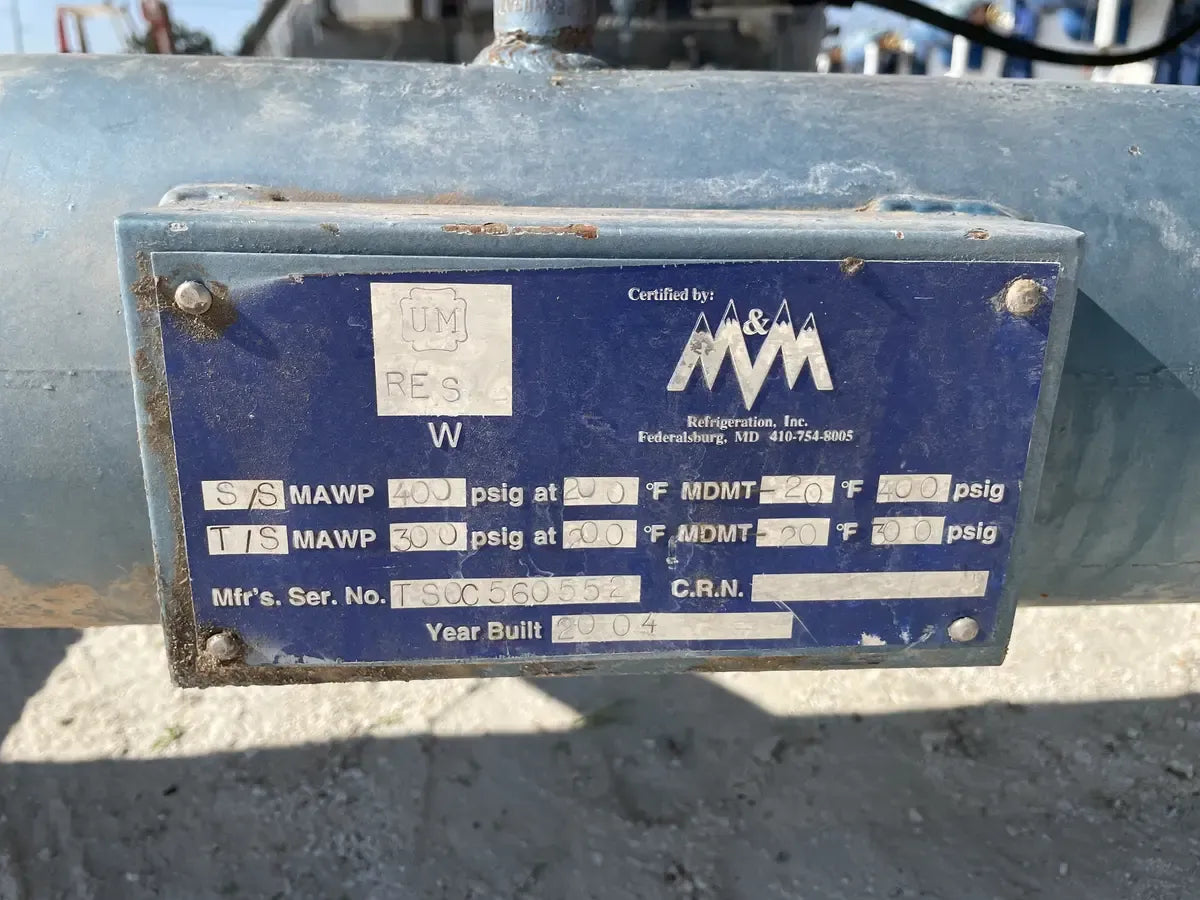 UM
RES
W
Certified by:
M&M
Refrigeration, Inc.
Federalsburg, MD 410-754-8005
S/S MAWP 400 psig at 200 °F MDMT -20 °F 400 psig
T/S MAWP 300 psig at 200 °F MDMT -20 °F 300 psig
Mfr's. Ser. No. TSOC560552 C.R.N.
Year Built 2004